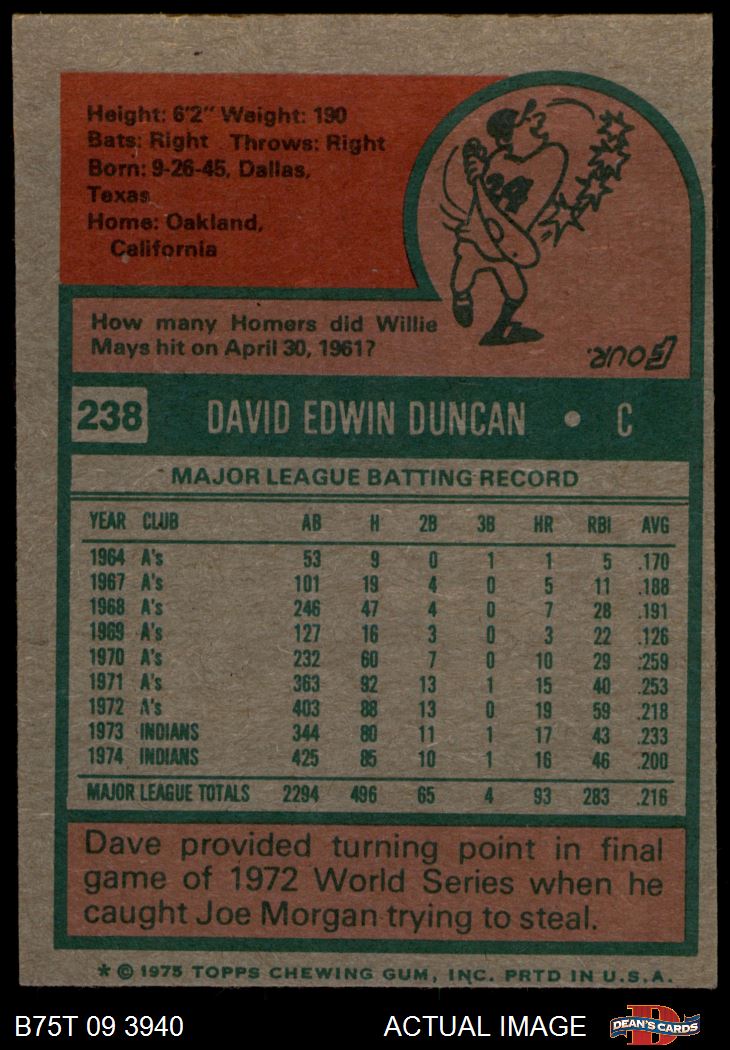 Height: 6'2" Weight: 190
Bats: Right Throws: Right
Born: 9-26-45, Dallas,
Texas
Home: Oakland,
California
24
How many Homers did Willie
Mays hit on April 30, 1961?
FOUR.
238 DAVID EDWIN DUNCAN • C
MAJOR LEAGUE BATTING RECORD
YEAR CLUB AB H 2B 3B HR RBI AVG
1964 A's 53 9 0 1 1 5 .170
1967 A's 101 19 4 0 5 11 .188
1968 A's 246 47 4 0 7 28 .191
1969 A's 127 16 3 0 3 22 .126
1970 A's 232 60 7 0 10 29 .259
1971 A's 363 92 13 1 15 40 .253
1972 A's 403 88 13 0 19 59 .218
1973 INDIANS 344 80 11 1 17 43 .233
1974 INDIANS 425 85 10 1 16 46 .200
MAJOR LEAGUE TOTALS 2294 496 65 4 93 283 .216
Dave provided turning point in final
game of 1972 World Series when he
caught Joe Morgan trying to steal.
* © 1975 TOPPS CHEWING GUM, INC. PRTD IN U.S.A.
B75T 09 3940 ACTUAL IMAGE D DEAN'S CARDS